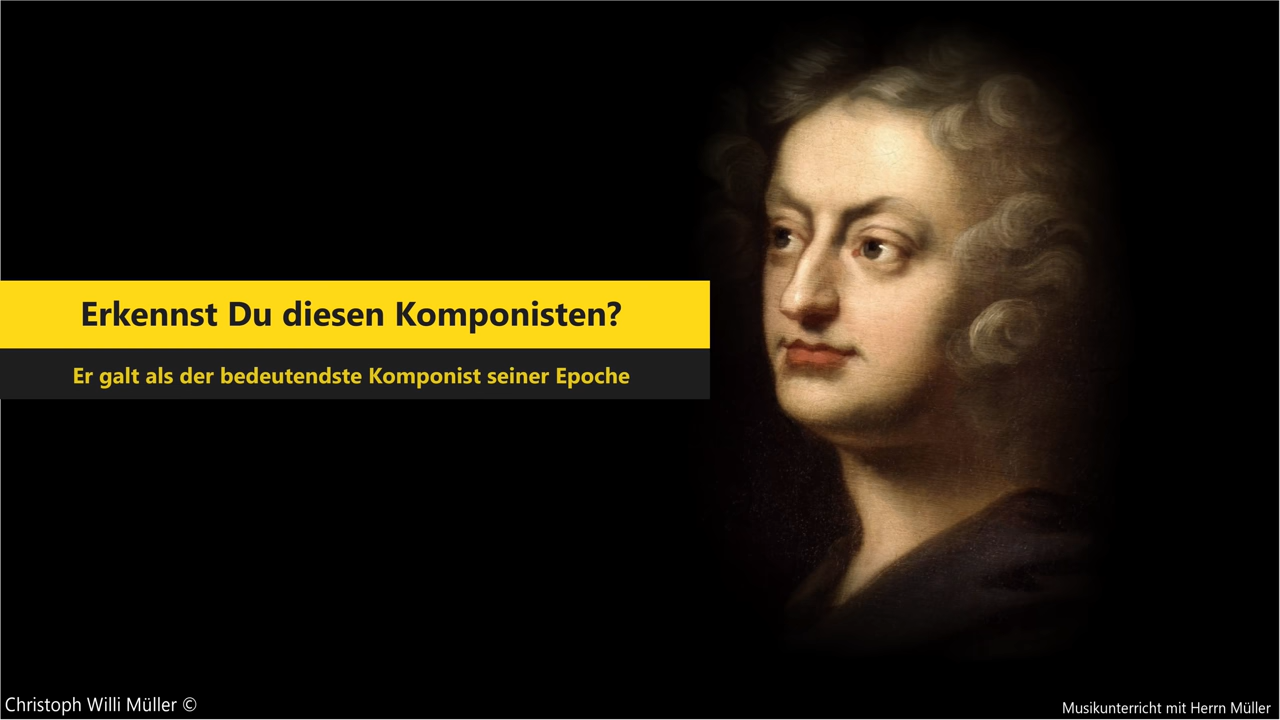 Erkennst Du diesen Komponisten?
Er galt als der bedeutendste Komponist seiner Epoche
Christoph Willi Müller ©
Musikunterricht mit Herrn Müller